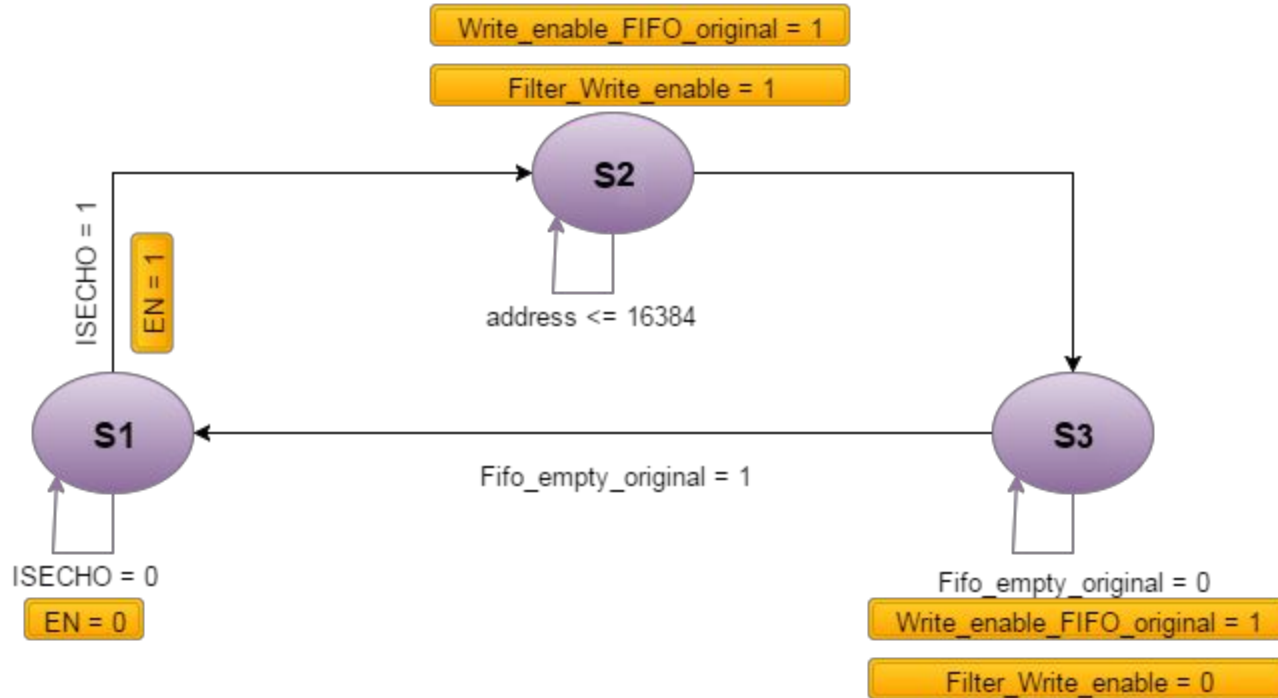 Write_enable_FIFO_original = 1
Filter_Write_enable = 1
S2
ISECHO = 1
EN = 1
address <= 16384
S1
S3
Fifo_empty_original = 1
ISECHO = 0
EN = 0
Fifo_empty_original = 0
Write_enable_FIFO_original = 1
Filter_Write_enable = 0